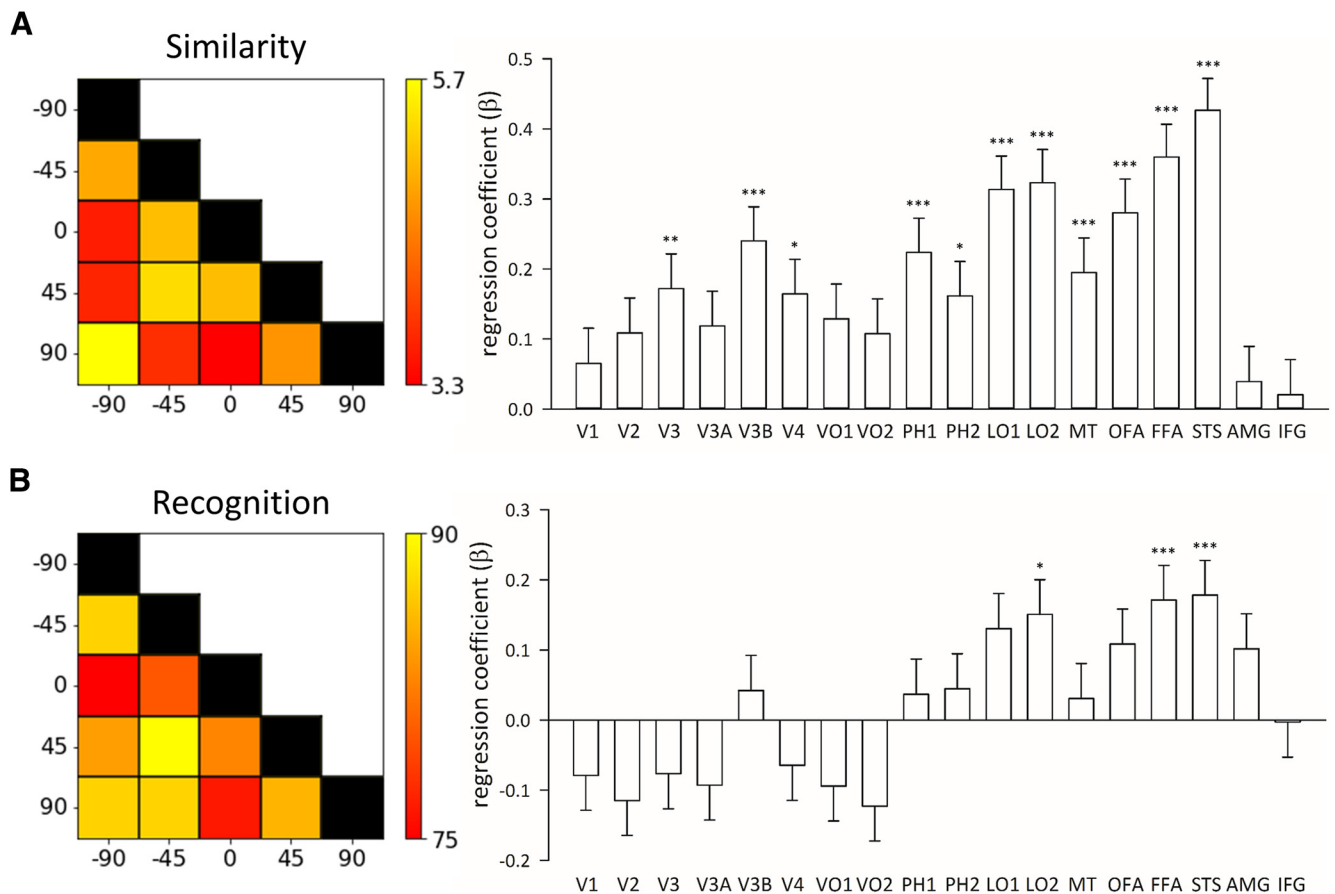 A
Similarity
-90
-45
0
45
90
-90 -45 0 45 90
5.7
3.3
regression coefficient (β)
0.5
0.4
0.3
0.2
0.1
0.0
** *** * *** * *** *** *** *** *** ***
V1 V2 V3 V3A V3B V4 VO1 VO2 PH1 PH2 LO1 LO2 MT OFA FFA STS AMG IFG
B
Recognition
-90
-45
0
45
90
-90 -45 0 45 90
90
75
regression coefficient (β)
0.3
0.2
0.1
0.0
-0.1
-0.2
* *** ***
V1 V2 V3 V3A V3B V4 VO1 VO2 PH1 PH2 LO1 LO2 MT OFA FFA STS AMG IFG